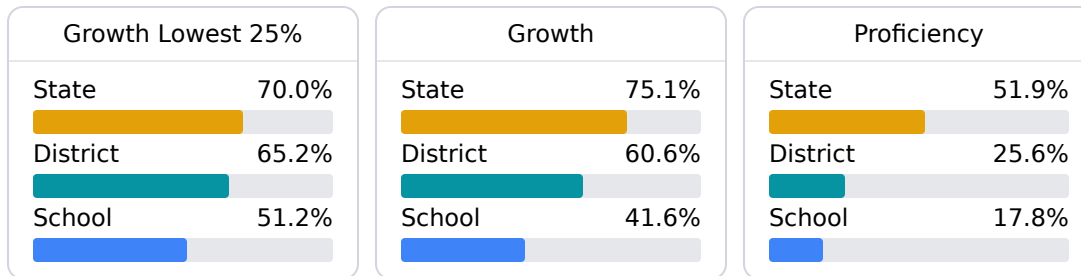 Growth Lowest 25%
State 70.0%
District 65.2%
School 51.2%
Growth
State 75.1%
District 60.6%
School 41.6%
Proficiency
State 51.9%
District 25.6%
School 17.8%